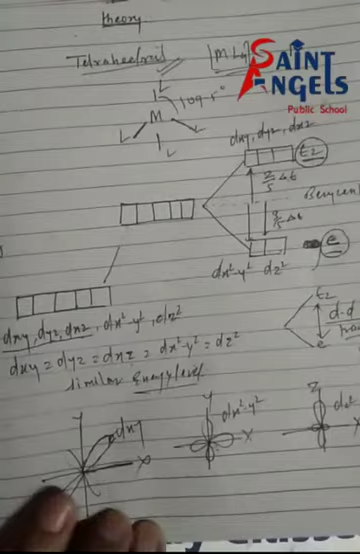 theory
Tetrahedral [ML4]
SAINT
ANGELS
Public School
L
109.5°
M
L L
L
dxy, dyz, dxz
t2
2/5 Δt
Barycent
3/5 Δt
e
dx²-y² dz²
dxy, dyz, dxz, dx²-y², dz²
dxy = dyz = dxz = dx²-y² = dz²
Similar Energy level
t2
d-d
e
Y dxy X
Y dx²-y² X
Z dz² X